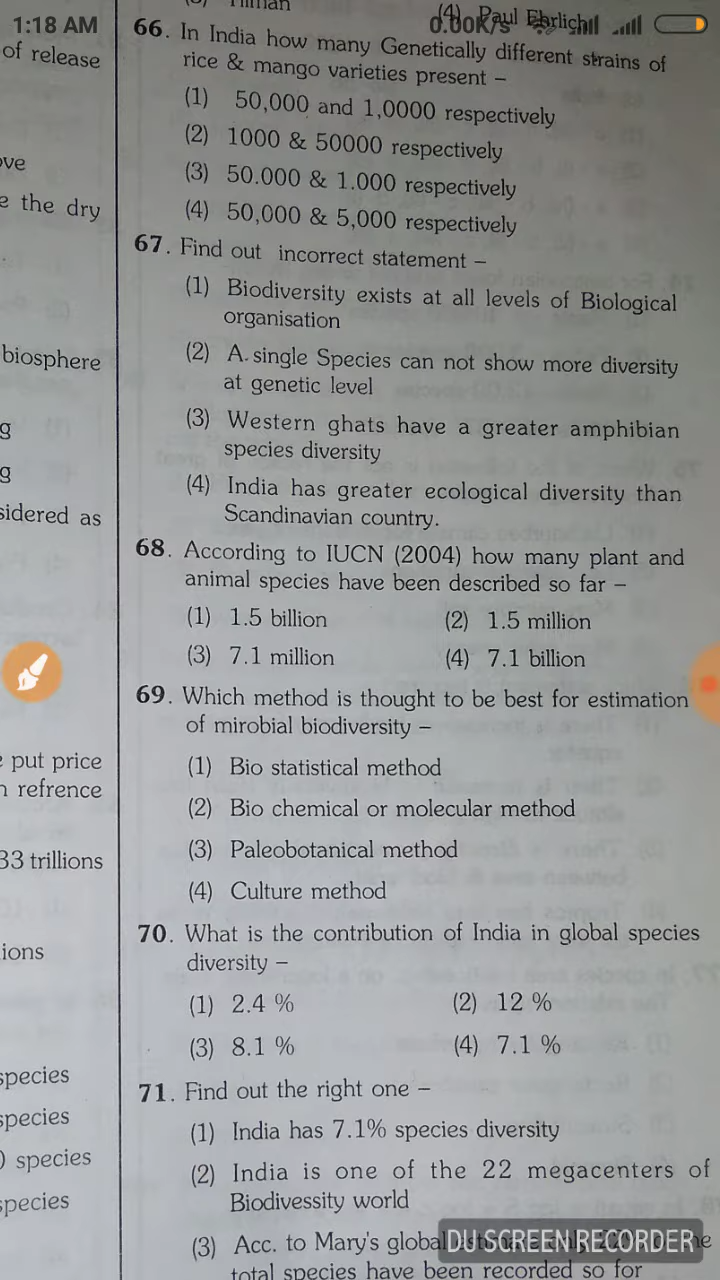 1:18 AM
0.00K/s
(4) Paul Ehrlich
of release
ove
e the dry
biosphere
g
g
sidered as
put price
n refrence
33 trillions
ions
species
species
) species
species
66. In India how many Genetically different strains of
rice & mango varieties present –
(1) 50,000 and 1,0000 respectively
(2) 1000 & 50000 respectively
(3) 50.000 & 1.000 respectively
(4) 50,000 & 5,000 respectively
67. Find out incorrect statement –
(1) Biodiversity exists at all levels of Biological
organisation
(2) A single Species can not show more diversity
at genetic level
(3) Western ghats have a greater amphibian
species diversity
(4) India has greater ecological diversity than
Scandinavian country.
68. According to IUCN (2004) how many plant and
animal species have been described so far –
(1) 1.5 billion (2) 1.5 million
(3) 7.1 million (4) 7.1 billion
69. Which method is thought to be best for estimation
of mirobial biodiversity –
(1) Bio statistical method
(2) Bio chemical or molecular method
(3) Paleobotanical method
(4) Culture method
70. What is the contribution of India in global species
diversity –
(1) 2.4 % (2) 12 %
(3) 8.1 % (4) 7.1 %
71. Find out the right one –
(1) India has 7.1% species diversity
(2) India is one of the 22 megacenters of
Biodivessity world
(3) Acc. to Mary's global
total species have been recorded so for
DU SCREEN RECORDER